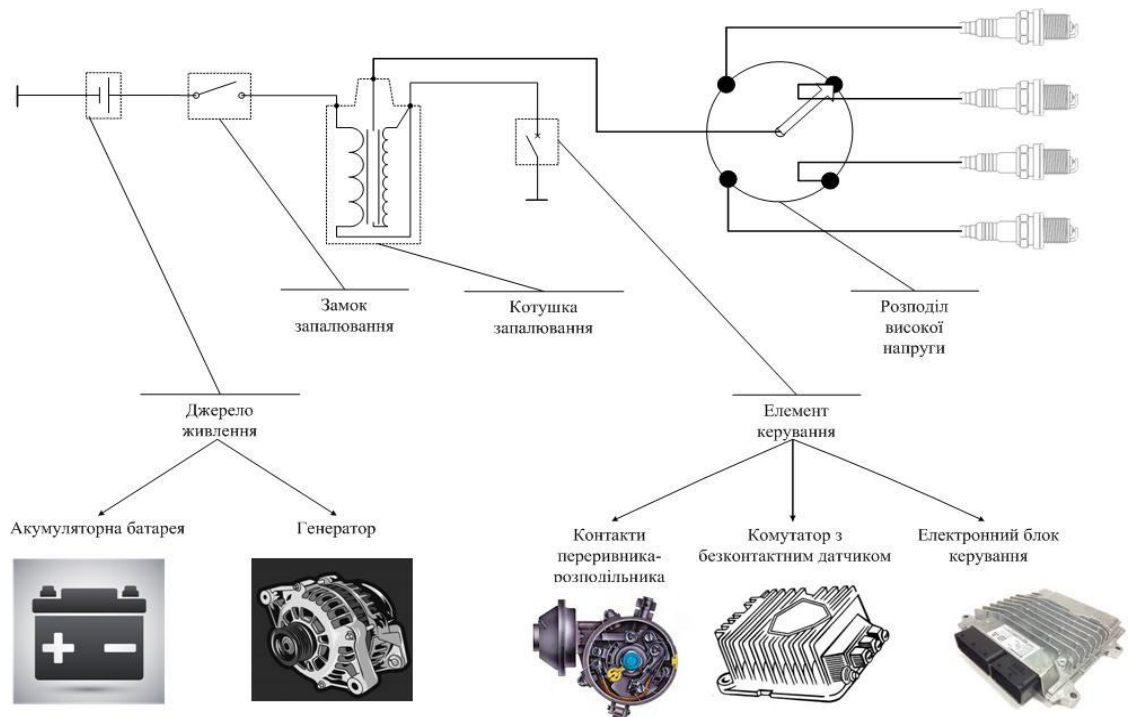 Замок
запалювання
Котушка
запалювання
Розподіл
високої
напруги
Джерело
живлення
Елемент
керування
Акумуляторна батарея
Генератор
Контакти
переривника-
розподільника
Комутатор з
безконтактним датчиком
Електронний блок
керування